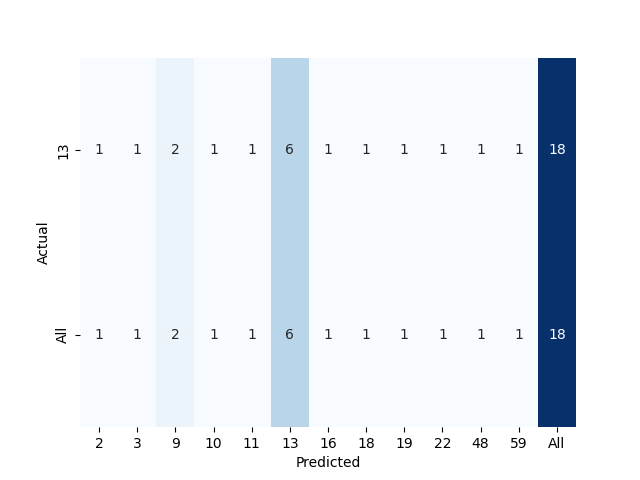 13 1 1 2 1 1 6 1 1 1 1 1 1 18
Actual
All 1 1 2 1 1 6 1 1 1 1 1 1 18
2 3 9 10 11 13 16 18 19 22 48 59 All
Predicted